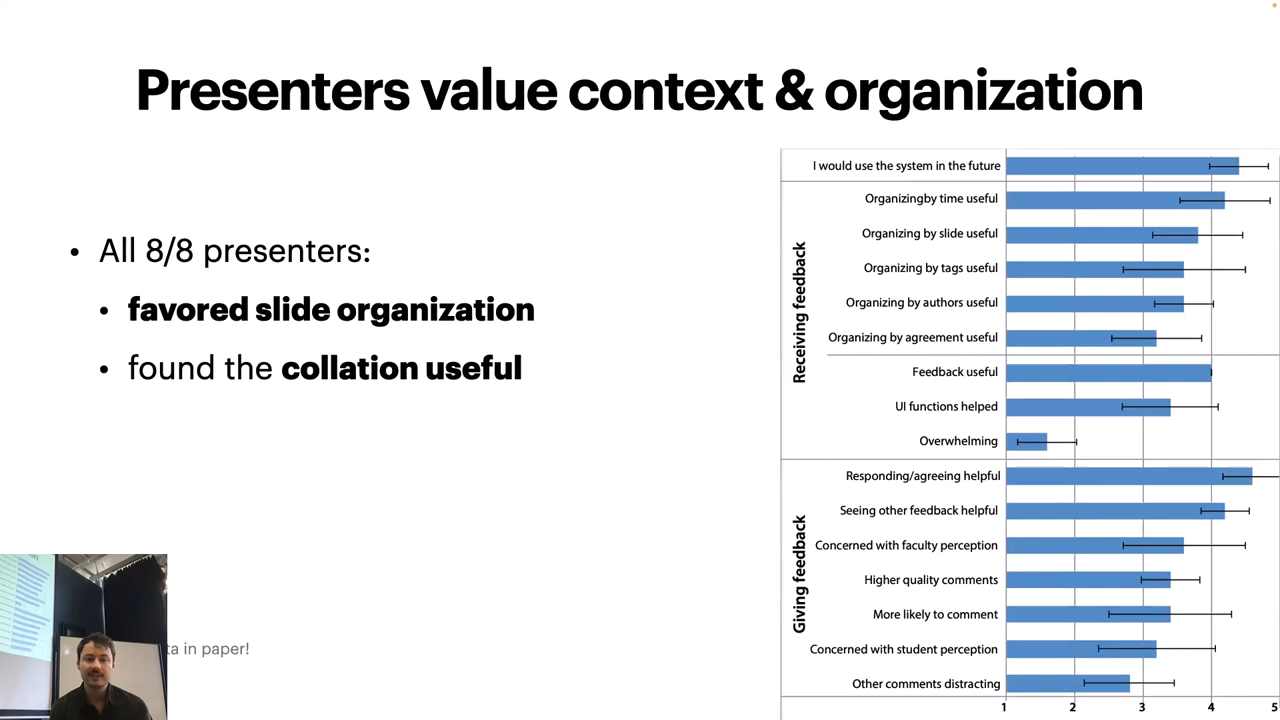 Presenters value context & organization
• All 8/8 presenters:
• favored slide organization
• found the collation useful
ta in paper!
I would use the system in the future
Receiving feedback
Organizingby time useful
Organizing by slide useful
Organizing by tags useful
Organizing by authors useful
Organizing by agreement useful
Feedback useful
UI functions helped
Overwhelming
Giving feedback
Responding/agreeing helpful
Seeing other feedback helpful
Concerned with faculty perception
Higher quality comments
More likely to comment
Concerned with student perception
Other comments distracting
1 2 3 4 5